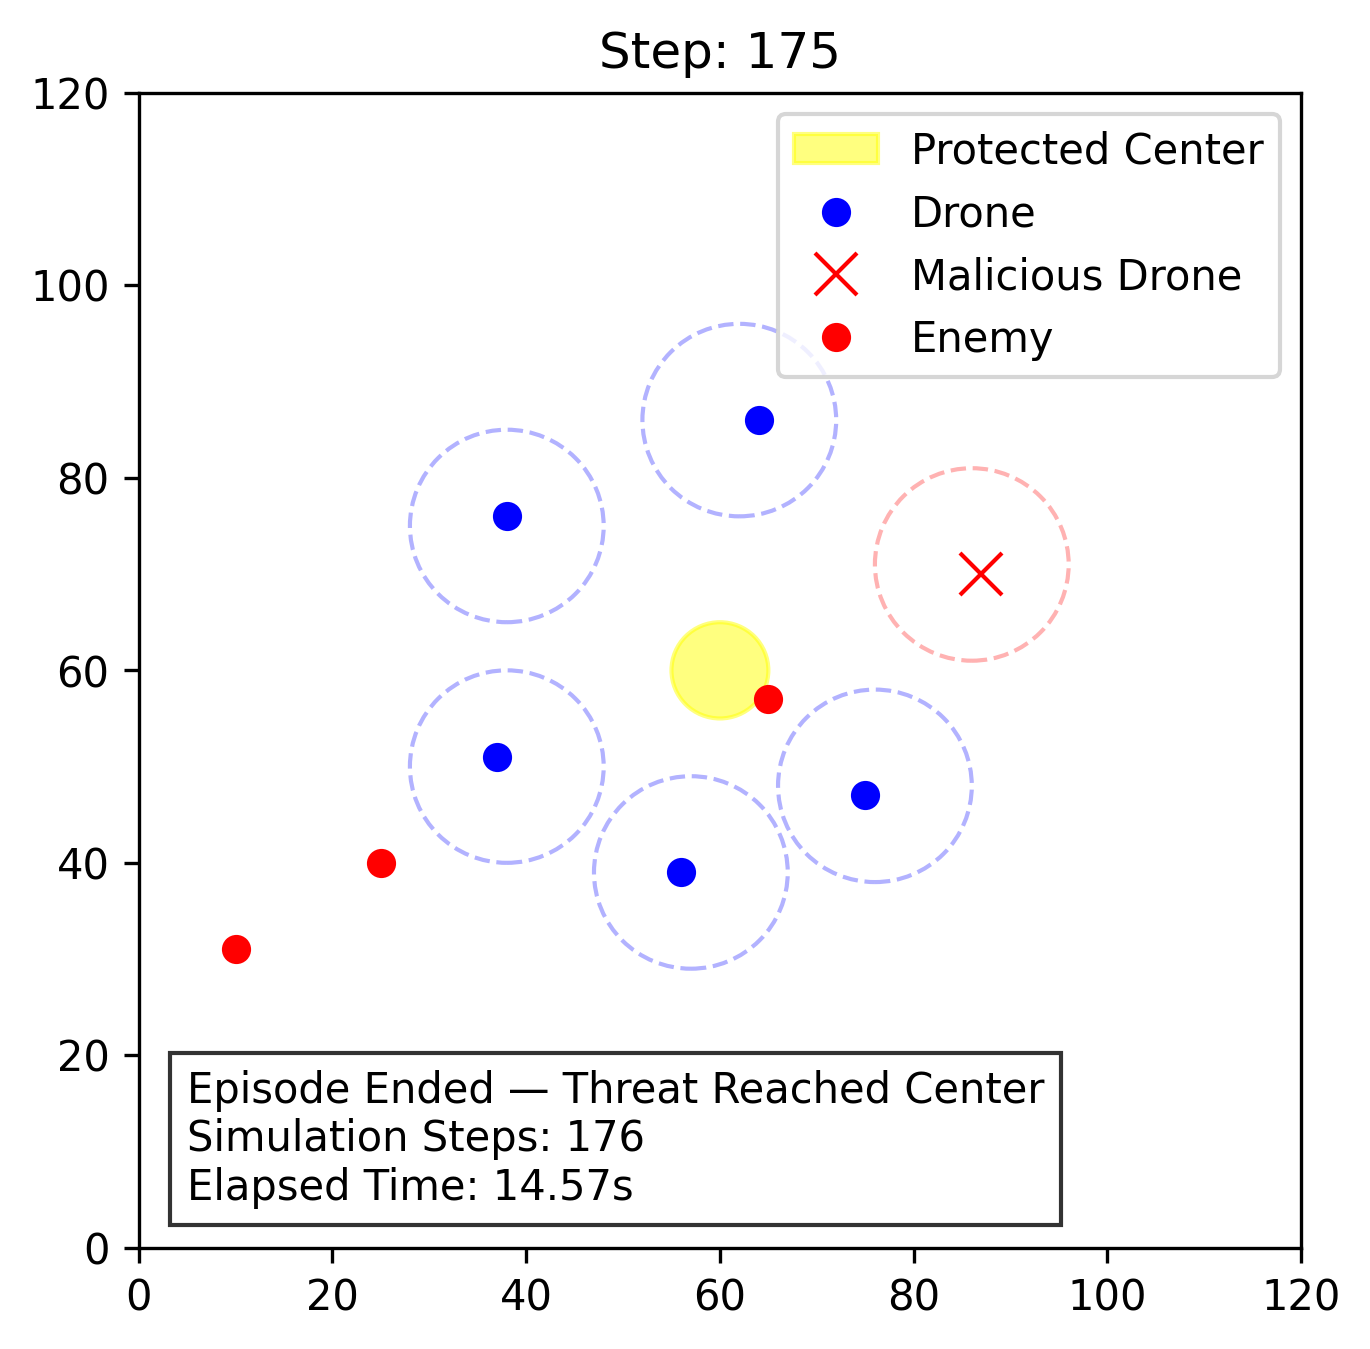 Step: 175
120
100
80
60
40
20
0
Protected Center
Drone
Malicious Drone
Enemy
Episode Ended — Threat Reached Center
Simulation Steps: 176
Elapsed Time: 14.57s
0 20 40 60 80 100 120